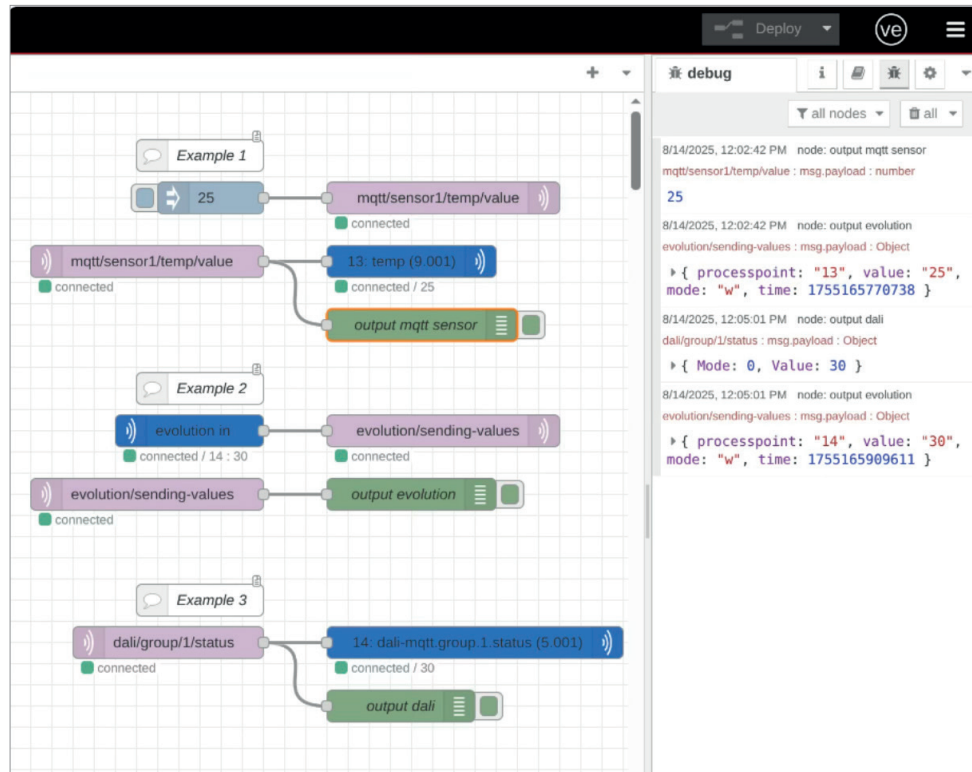 Deploy
ve
debug
i
all nodes
all
Example 1
25
mqtt/sensor1/temp/value
connected
mqtt/sensor1/temp/value
connected
13: temp (9.001)
connected / 25
output mqtt sensor
Example 2
evolution in
connected / 14 : 30
evolution/sending-values
connected
evolution/sending-values
connected
output evolution
Example 3
dali/group/1/status
connected
14: dali-mqtt.group.1.status (5.001)
connected / 30
output dali
8/14/2025, 12:02:42 PM node: output mqtt sensor
mqtt/sensor1/temp/value : msg.payload : number
25
8/14/2025, 12:02:42 PM node: output evolution
evolution/sending-values : msg.payload : Object
{ processpoint: "13", value: "25",
mode: "w", time: 1755165770738 }
8/14/2025, 12:05:01 PM node: output dali
dali/group/1/status : msg.payload : Object
{ Mode: 0, Value: 30 }
8/14/2025, 12:05:01 PM node: output evolution
evolution/sending-values : msg.payload : Object
{ processpoint: "14", value: "30",
mode: "w", time: 1755165909611 }